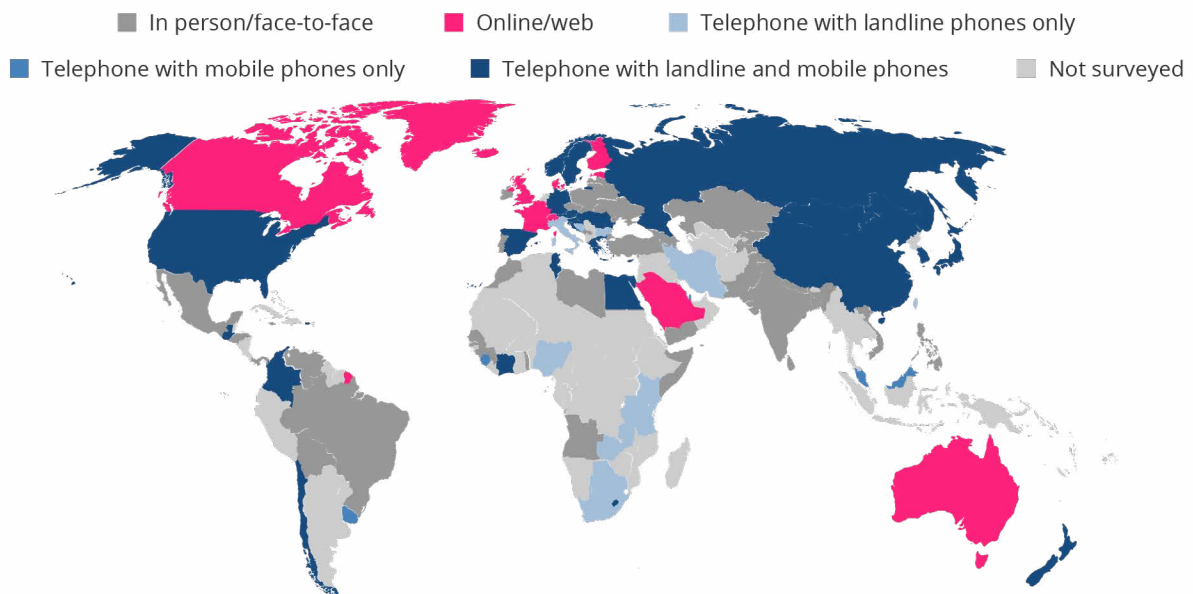 In person/face-to-face Online/web Telephone with landline phones only
Telephone with mobile phones only Telephone with landline and mobile phones Not surveyed